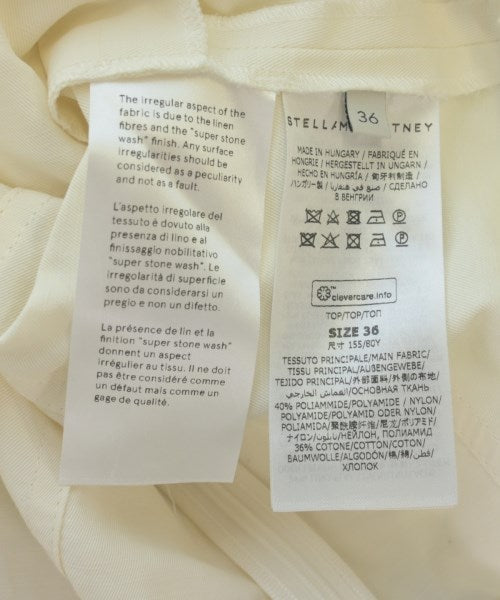 The irregular aspect of the
fabric is due to the linen
fibres and the "super stone
wash" finish. Any surface
irregularities should be
considered as a peculiarity
and not as a fault.
L'aspetto irregolare del
tessuto è dovuto alla
presenza di lino e al
finissaggio nobilitativo
"super stone wash". Le
irregolarità di superficie
sono da considerarsi un
pregio e non un difetto.
La présence de lin et la
finition "super stone wash"
donnent un aspect
irrégulier au tissu. Il ne doit
pas être considéré comme
un défaut mais comme un
gage de qualité.
36
STELLA M TNEY
MADE IN HUNGARY / FABRIQUÉ EN
HONGRIE / HERGESTELLT IN UNGARN /
HECHO EN HUNGRÍA / 匈牙利制造 /
ハンガリー製 / صنع في هنغاريا / СДЕЛАНО
В ВЕНГРИИ
clevercare.info
TOP/TOP/ТОП
SIZE 36
尺寸 155/80Y
TESSUTO PRINCIPALE/MAIN FABRIC/
TISSU PRINCIPAL/AUßENGEWEBE/
TEJIDO PRINCIPAL/外部面料/外側の布地/
القماش الخارجي/ОСНОВНАЯ ТКАНЬ
40% POLIAMMIDE/POLYAMIDE / NYLON/
POLYAMIDE/POLYAMID ODER NYLON/
POLIAMIDA/聚酰胺纤维/尼龙/ポリアミド/
ナイロン/نايلون/НЕЙЛОН, ПОЛИАМИД
36% COTONE/COTTON/COTON/
BAUMWOLLE/ALGODÓN/棉/綿/قطن/
ХЛОПОК